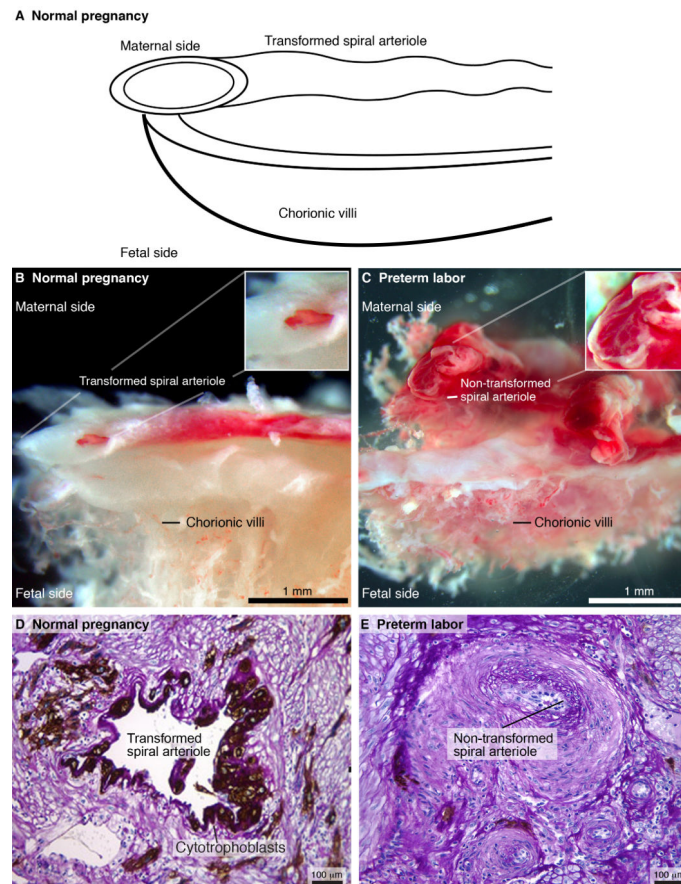 A Normal pregnancy
Maternal side
Transformed spiral arteriole
Chorionic villi
Fetal side
B Normal pregnancy
Maternal side
Transformed spiral arteriole
Chorionic villi
Fetal side
1 mm
C Preterm labor
Maternal side
Non-transformed
spiral arteriole
Chorionic villi
Fetal side
1 mm
D Normal pregnancy
Transformed
spiral arteriole
Cytotrophoblasts
100 µm
E Preterm labor
Non-transformed
spiral arteriole
100 µm